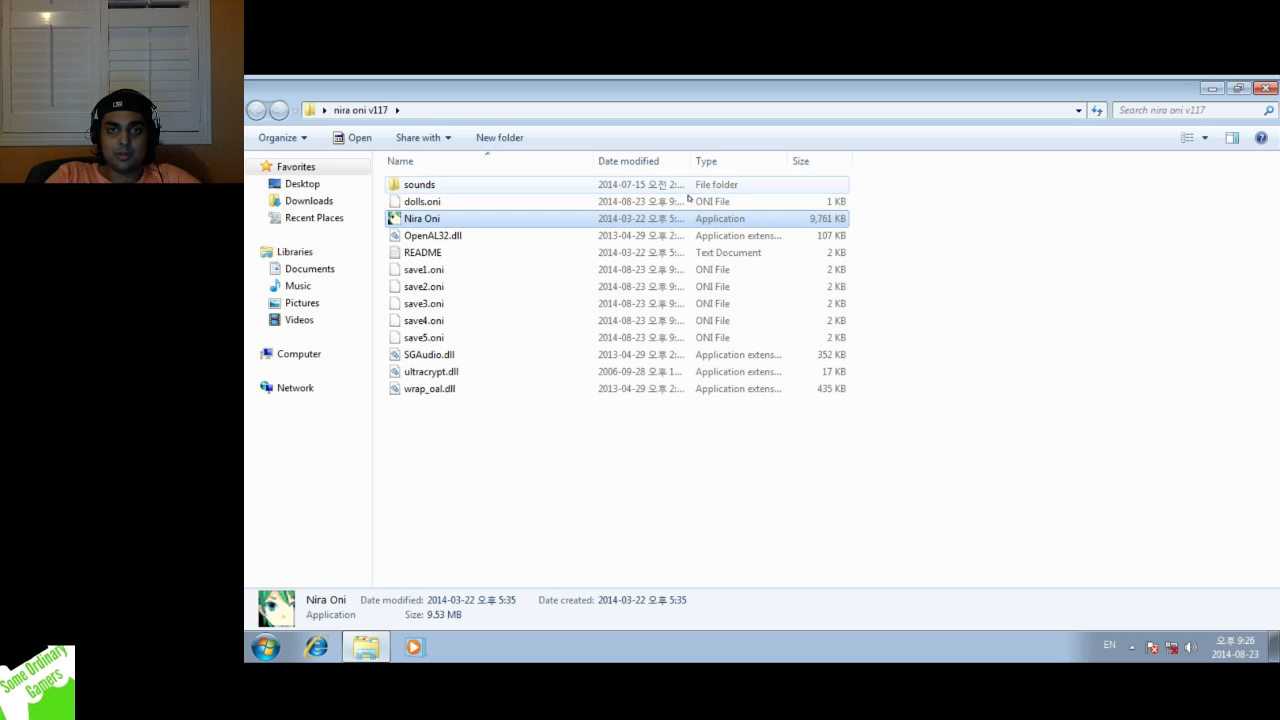 nira oni v117
Search nira oni v117
Organize Open Share with New folder
Name Date modified Type Size
Favorites
Desktop
Downloads
Recent Places
Libraries
Documents
Music
Pictures
Videos
Computer
Network
sounds 2014-07-15 오전 2:... File folder
dolls.oni 2014-08-23 오후 9:... ONI File 1 KB
Nira Oni 2014-03-22 오후 5:... Application 9,761 KB
OpenAL32.dll 2013-04-29 오후 2:... Application extens... 107 KB
README 2014-03-22 오후 5:... Text Document 2 KB
save1.oni 2014-08-23 오후 9:... ONI File 2 KB
save2.oni 2014-08-23 오후 9:... ONI File 2 KB
save3.oni 2014-08-23 오후 9:... ONI File 2 KB
save4.oni 2014-08-23 오후 9:... ONI File 2 KB
save5.oni 2014-08-23 오후 9:... ONI File 2 KB
SGAudio.dll 2013-04-29 오후 2:... Application extens... 352 KB
ultracrypt.dll 2006-09-28 오후 1... Application extens... 17 KB
wrap_oal.dll 2013-04-29 오후 2:... Application extens... 435 KB
Nira Oni Date modified: 2014-03-22 오후 5:35 Date created: 2014-03-22 오후 5:35
Application Size: 9.53 MB
EN
오후 9:26
2014-08-23
Some Ordinary
Gamers